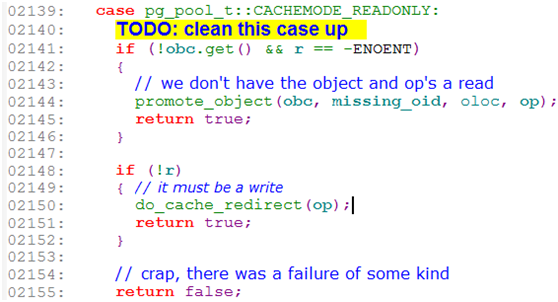 02139: case pg_pool_t::CACHEMODE_READONLY:
02140: TODO: clean this case up
02141: if (!obc.get() && r == -ENOENT)
02142: {
02143: // we don't have the object and op's a read
02144: promote_object(obc, missing_oid, oloc, op);
02145: return true;
02146: }
02147:
02148: if (!r)
02149: { // it must be a write
02150: do_cache_redirect(op);
02151: return true;
02152: }
02153:
02154: // crap, there was a failure of some kind
02155: return false;